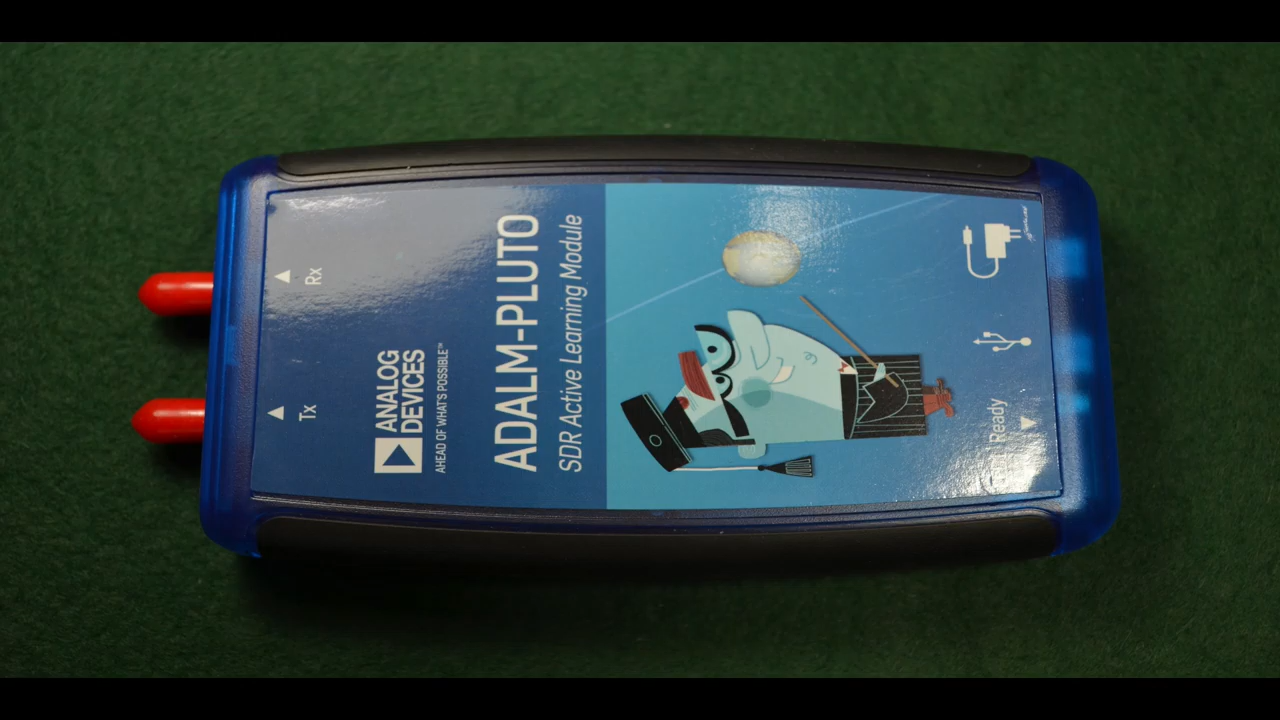 Rx
Tx
ANALOG
DEVICES
AHEAD OF WHAT'S POSSIBLE™
ADALM-PLUTO
SDR Active Learning Module
Ready